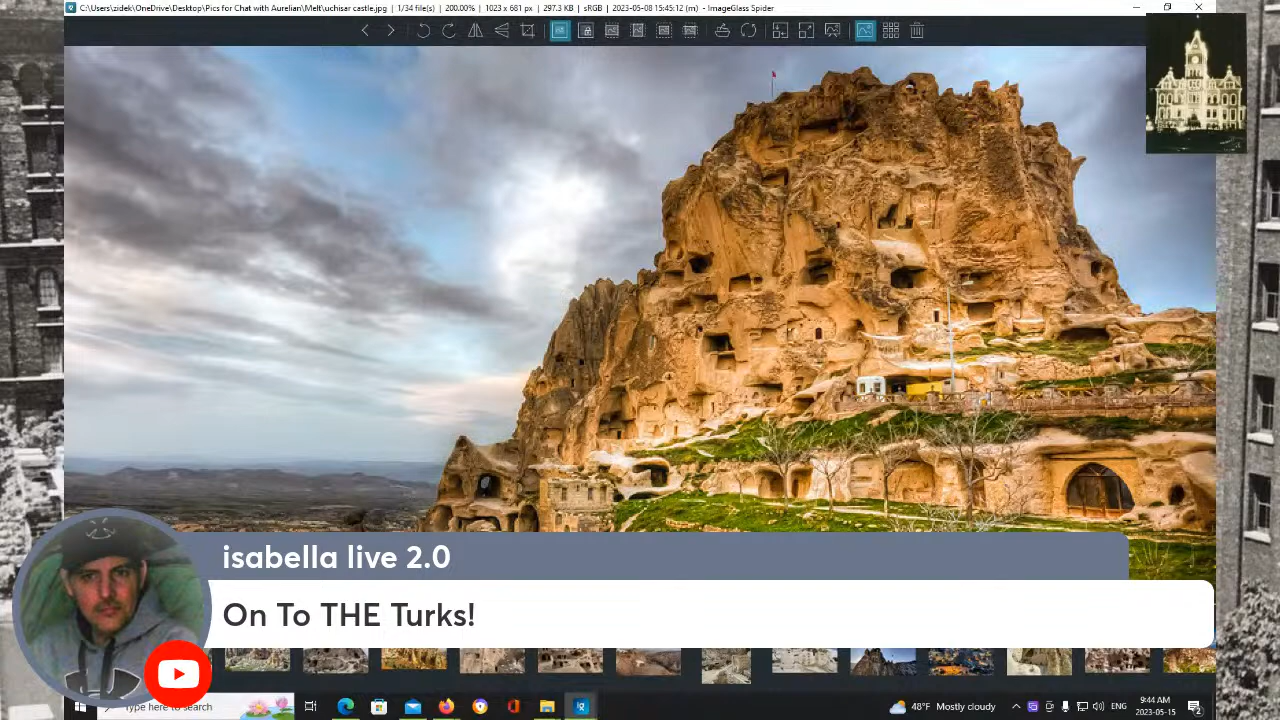 C:\Users\zidek\OneDrive\Desktop\Pics for Chat with Aurelian\Melt\uchisar castle.jpg | 1/34 file(s) | 200.00% | 1023 x 681 px | 297.3 KB | sRGB | 2023-05-08 15:45:12 (m) - ImageGlass Spider
isabella live 2.0
On To THE Turks!
Type here to search
48°F Mostly cloudy
ENG
9:44 AM
2023-05-15
2